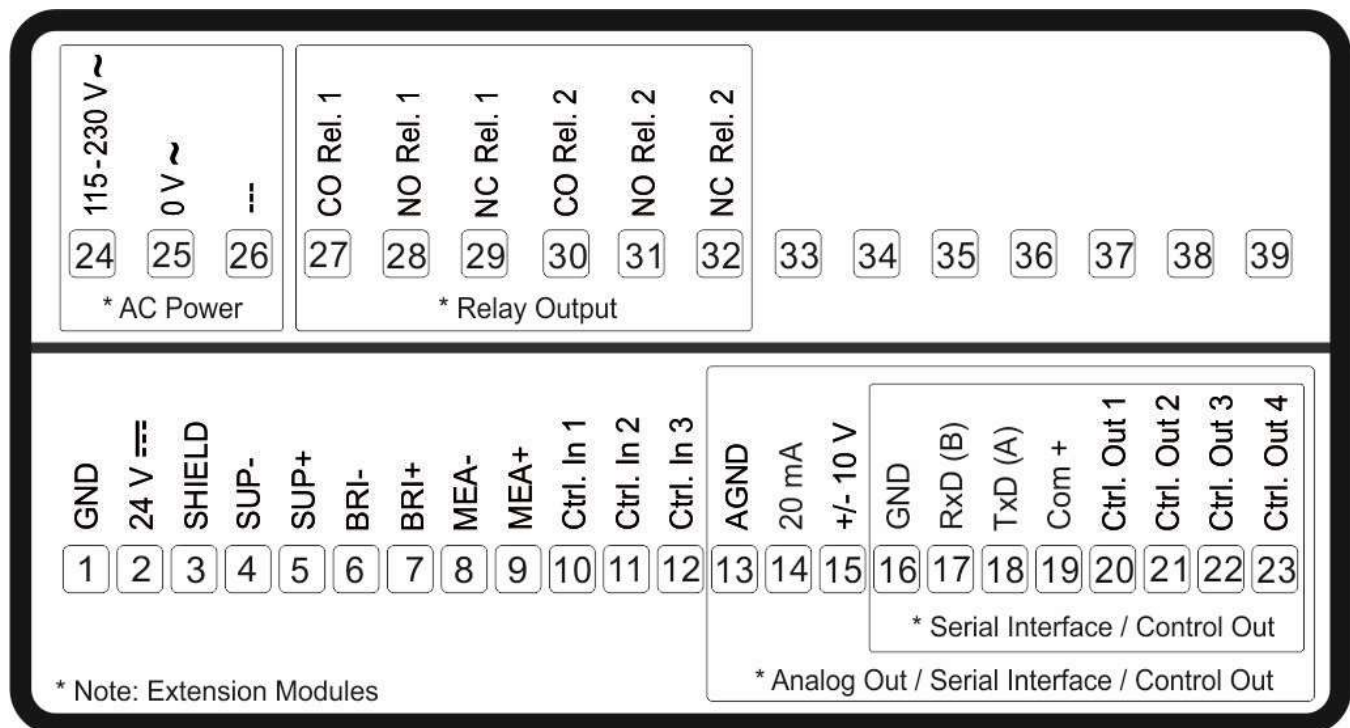 115-230 V ~
0 V ~
---
CO Rel. 1
NO Rel. 1
NC Rel. 1
CO Rel. 2
NO Rel. 2
NC Rel. 2
24 25 26 27 28 29 30 31 32 33 34 35 36 37 38 39
* AC Power
* Relay Output
GND
24 V ⎓
SHIELD
SUP-
SUP+
BRI-
BRI+
MEA-
MEA+
Ctrl. In 1
Ctrl. In 2
Ctrl. In 3
AGND
20 mA
+/- 10 V
GND
RxD (B)
TxD (A)
Com +
Ctrl. Out 1
Ctrl. Out 2
Ctrl. Out 3
Ctrl. Out 4
1 2 3 4 5 6 7 8 9 10 11 12 13 14 15 16 17 18 19 20 21 22 23
* Serial Interface / Control Out
* Analog Out / Serial Interface / Control Out
* Note: Extension Modules